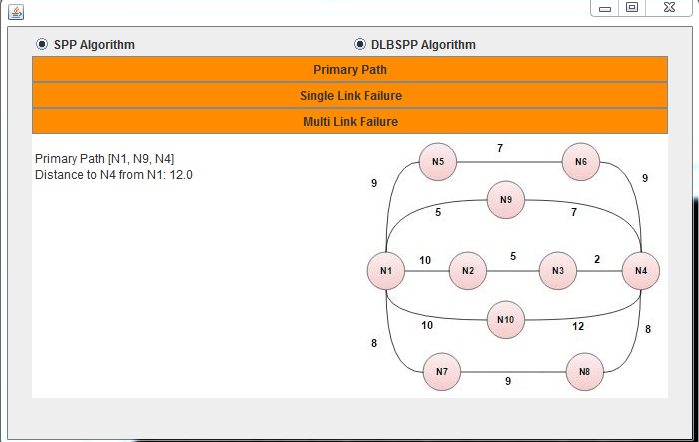 SPP Algorithm DLBSPP Algorithm
Primary Path
Single Link Failure
Multi Link Failure
Primary Path [N1, N9, N4]
Distance to N4 from N1: 12.0
N5 7 N6
9 9
N9
5 7
N1 10 N2 5 N3 2 N4
N10
10 12
8 8
N7 9 N8